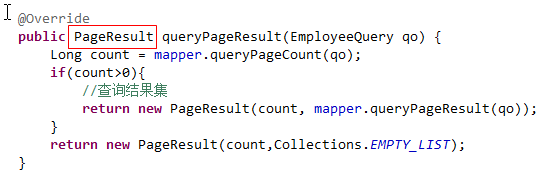 @Override
public PageResult queryPageResult(EmployeeQuery qo) {
Long count = mapper.queryPageCount(qo);
if(count>0){
//查询结果集
return new PageResult(count, mapper.queryPageResult(qo));
}
return new PageResult(count,Collections.EMPTY_LIST);
}